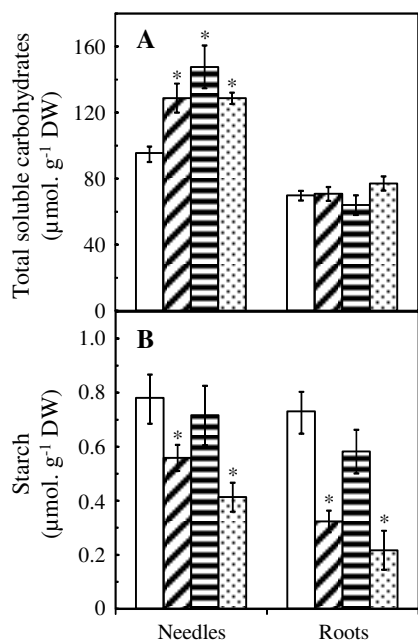 A
Total soluble carbohydrates
(µmol. g-1 DW)
160
120
80
40
0
* * *
B
Starch
(µmol. g-1 DW)
1.0
0.8
0.6
0.4
0.2
0
* * * *
Needles Roots